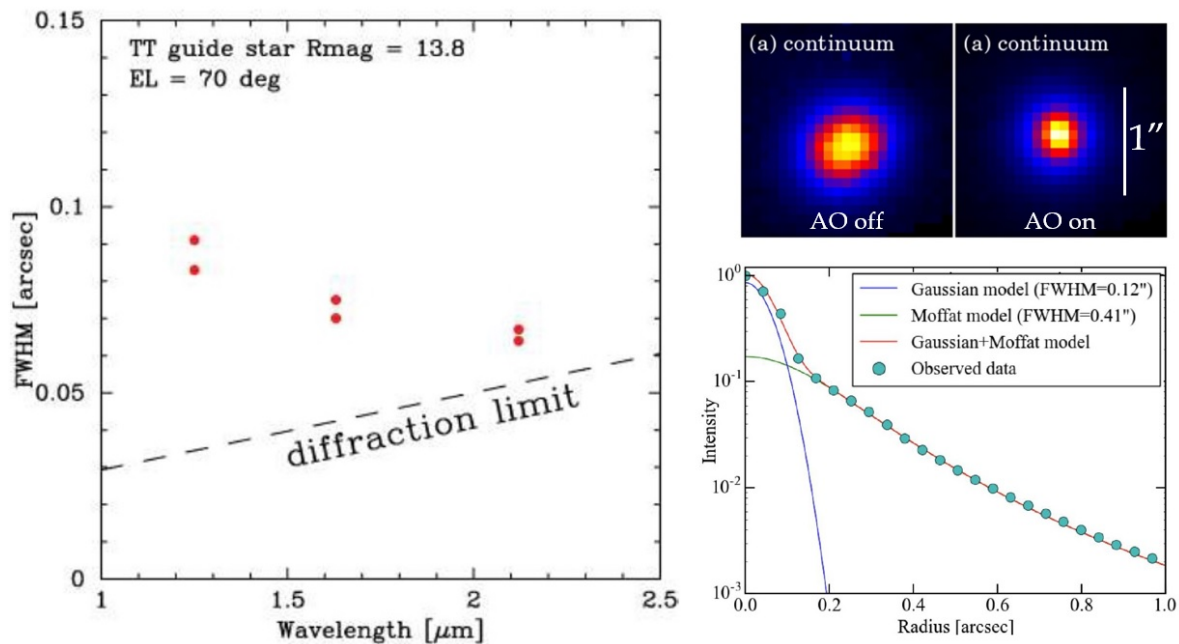 TT guide star Rmag = 13.8
EL = 70 deg
0.15
0.1
0.05
0
FWHM [arcsec]
diffraction limit
1
1.5
2
2.5
Wavelength [μm]
(a) continuum
AO off
(a) continuum
1″
AO on
Gaussian model (FWHM=0.12")
Moffat model (FWHM=0.41")
Gaussian+Moffat model
Observed data
10⁰
10⁻¹
10⁻²
10⁻³
Intensity
0.0
0.2
0.4
0.6
0.8
1.0
Radius [arcsec]